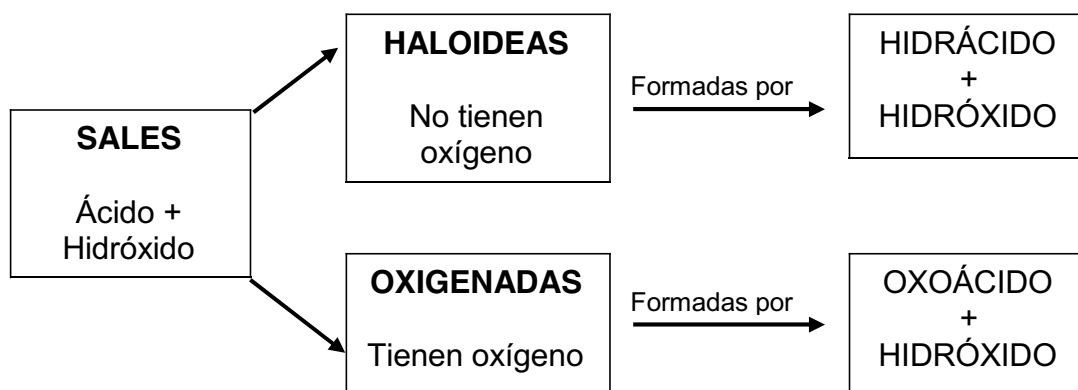 SALES
Ácido +
Hidróxido
HALOIDEAS
No tienen
oxígeno
Formadas por
HIDRÁCIDO
+
HIDRÓXIDO
OXIGENADAS
Tienen oxígeno
Formadas por
OXOÁCIDO
+
HIDRÓXIDO